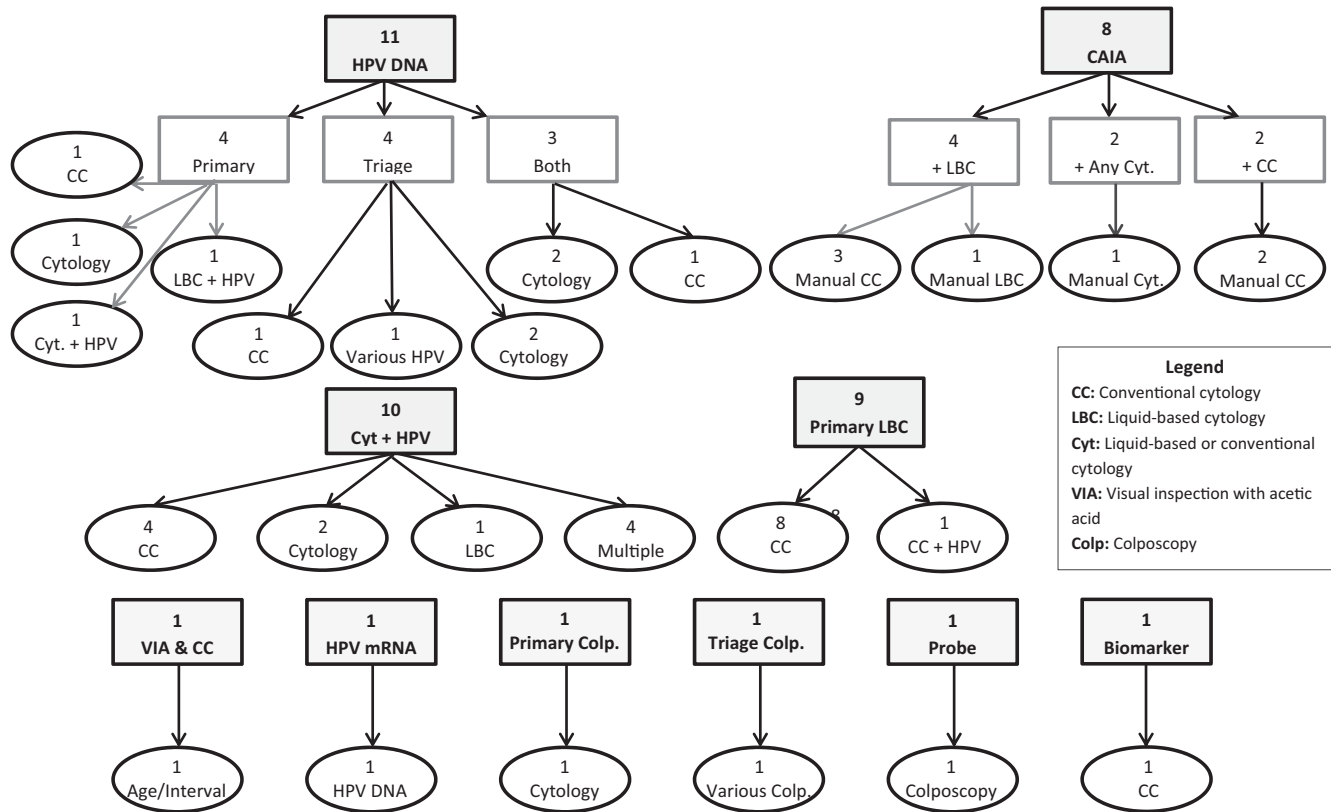 11
HPV DNA
8
CAIA
4
Primary
4
Triage
3
Both
4
+ LBC
2
+ Any Cyt.
2
+ CC
1
CC
1
Cytology
1
LBC + HPV
1
Cyt. + HPV
1
CC
1
Various HPV
2
Cytology
2
Cytology
1
CC
3
Manual CC
1
Manual LBC
1
Manual Cyt.
2
Manual CC
Legend
CC: Conventional cytology
LBC: Liquid-based cytology
Cyt: Liquid-based or conventional
cytology
VIA: Visual inspection with acetic
acid
Colp: Colposcopy
10
Cyt + HPV
9
Primary LBC
4
CC
2
Cytology
1
LBC
4
Multiple
8
CC
8
1
CC + HPV
1
VIA & CC
1
HPV mRNA
1
Primary Colp.
1
Triage Colp.
1
Probe
1
Biomarker
1
Age/Interval
1
HPV DNA
1
Cytology
1
Various Colp.
1
Colposcopy
1
CC